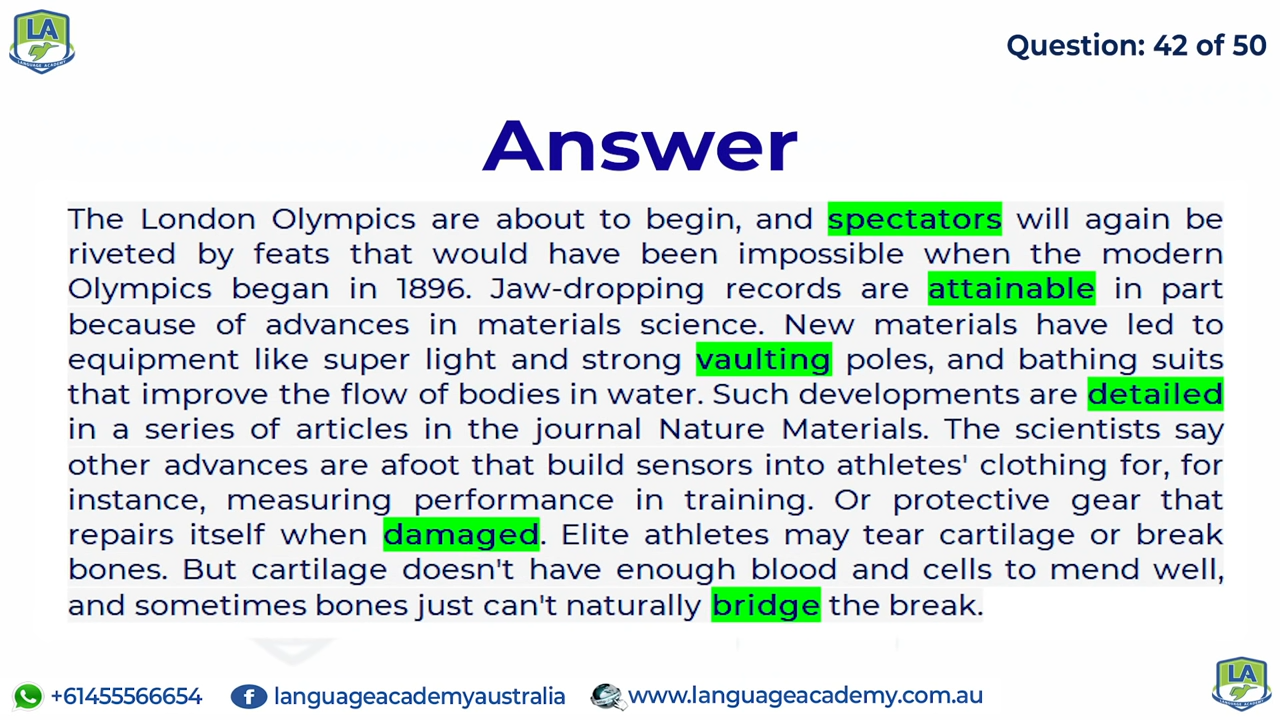 LA
LANGUAGE ACADEMY
Question: 42 of 50
Answer
The London Olympics are about to begin, and spectators will again be
riveted by feats that would have been impossible when the modern
Olympics began in 1896. Jaw-dropping records are attainable in part
because of advances in materials science. New materials have led to
equipment like super light and strong vaulting poles, and bathing suits
that improve the flow of bodies in water. Such developments are detailed
in a series of articles in the journal Nature Materials. The scientists say
other advances are afoot that build sensors into athletes' clothing for, for
instance, measuring performance in training. Or protective gear that
repairs itself when damaged. Elite athletes may tear cartilage or break
bones. But cartilage doesn't have enough blood and cells to mend well,
and sometimes bones just can't naturally bridge the break.
+61455566654 languageacademyaustralia www.languageacademy.com.au
LA
LANGUAGE ACADEMY